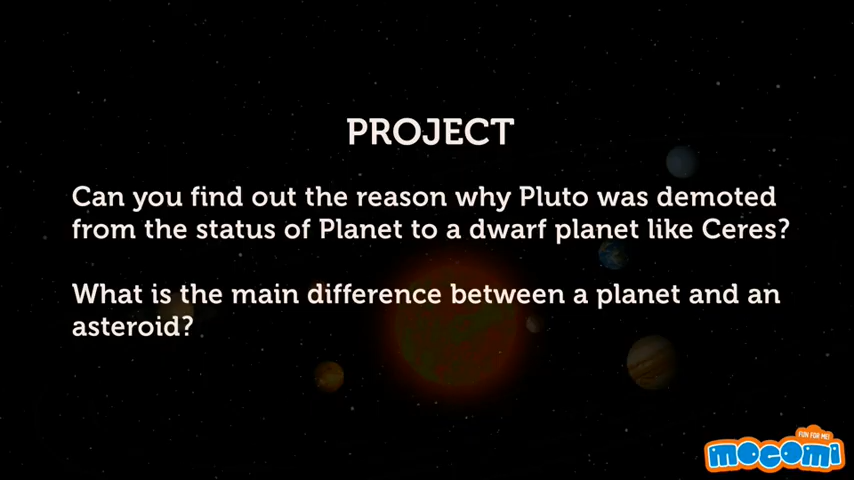 PROJECT
Can you find out the reason why Pluto was demoted
from the status of Planet to a dwarf planet like Ceres?
What is the main difference between a planet and an
asteroid?
FUN FOR ME!
mocomi